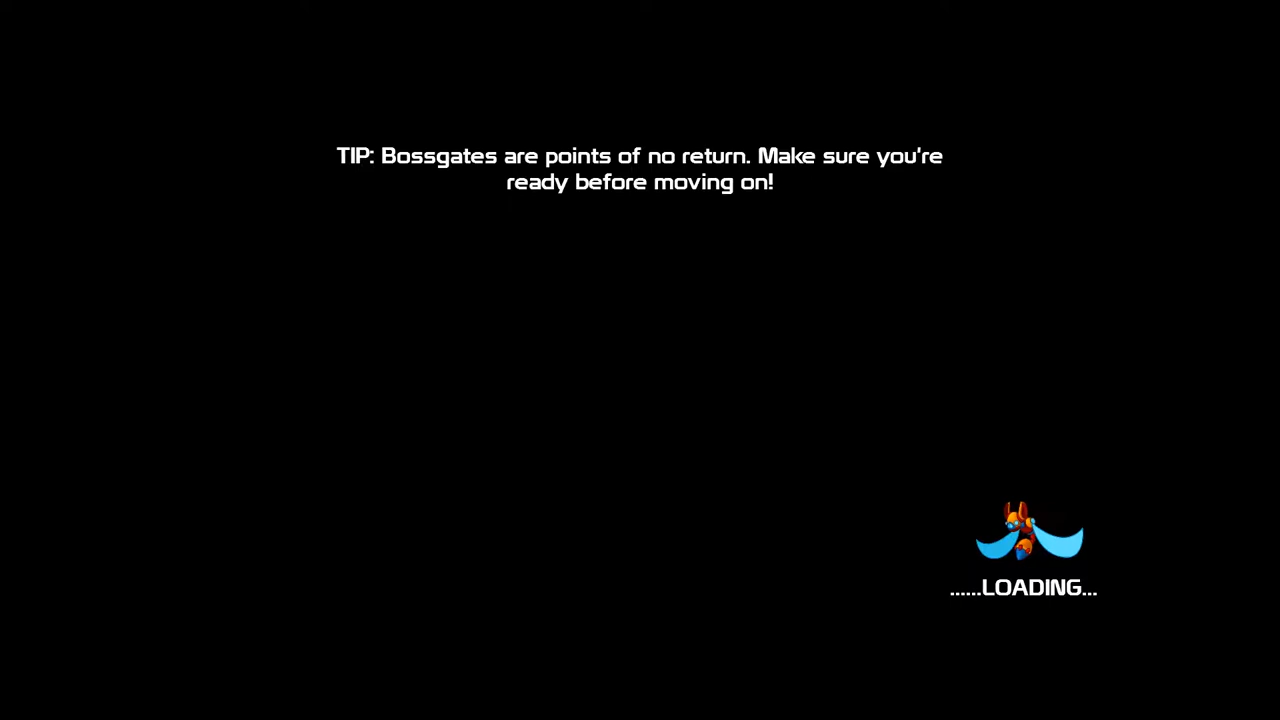 TIP: Bossgates are points of no return. Make sure you're
ready before moving on!
......LOADING...